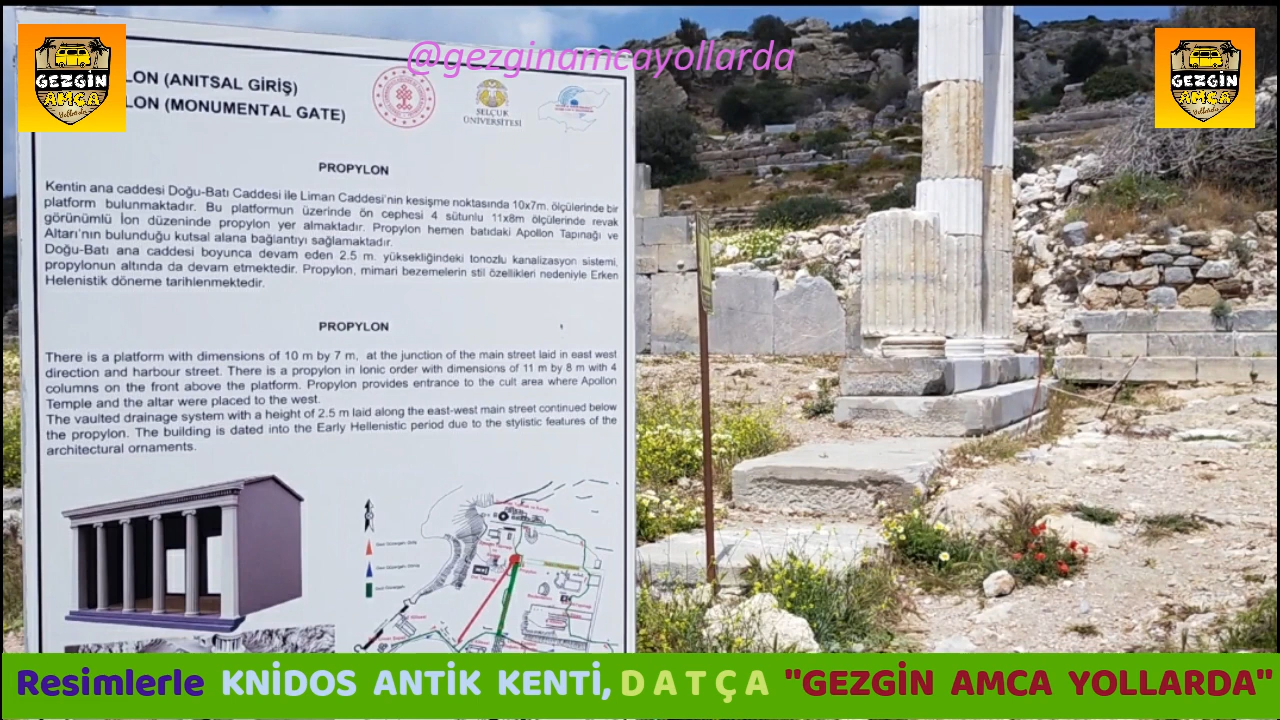 @gezginamcayollarda
GEZGİN
AMCA
Yollarda
GEZGİN
AMCA
Yollarda
LON (ANITSAL GİRİŞ)
LON (MONUMENTAL GATE)
SELÇUK
ÜNİVERSİTESİ
PROPYLON
Kentin ana caddesi Doğu-Batı Caddesi ile Liman Caddesi'nin kesişme noktasında 10x7m. ölçülerinde bir
platform bulunmaktadır. Bu platformun üzerinde ön cephesi 4 sütunlu 11x8m ölçülerinde revak
görünümlü İon düzeninde propylon yer almaktadır. Propylon hemen batıdaki Apollon Tapınağı ve
Altarı'nın bulunduğu kutsal alana bağlantıyı sağlamaktadır.
Doğu-Batı ana caddesi boyunca devam eden 2.5 m. yüksekliğindeki tonozlu kanalizasyon sistemi,
propylonun altında da devam etmektedir. Propylon, mimari bezemelerin stil özellikleri nedeniyle Erken
Helenistik döneme tarihlenmektedir.
PROPYLON
There is a platform with dimensions of 10 m by 7 m, at the junction of the main street laid in east west
direction and harbour street. There is a propylon in Ionic order with dimensions of 11 m by 8 m with 4
columns on the front above the platform. Propylon provides entrance to the cult area where Apollon
Temple and the altar were placed to the west.
The vaulted drainage system with a height of 2.5 m laid along the east-west main street continued below
the propylon. The building is dated into the Early Hellenistic period due to the stylistic features of the
architectural ornaments.
Resimlerle KNİDOS ANTİK KENTİ, DATÇA "GEZGİN AMCA YOLLARDA"